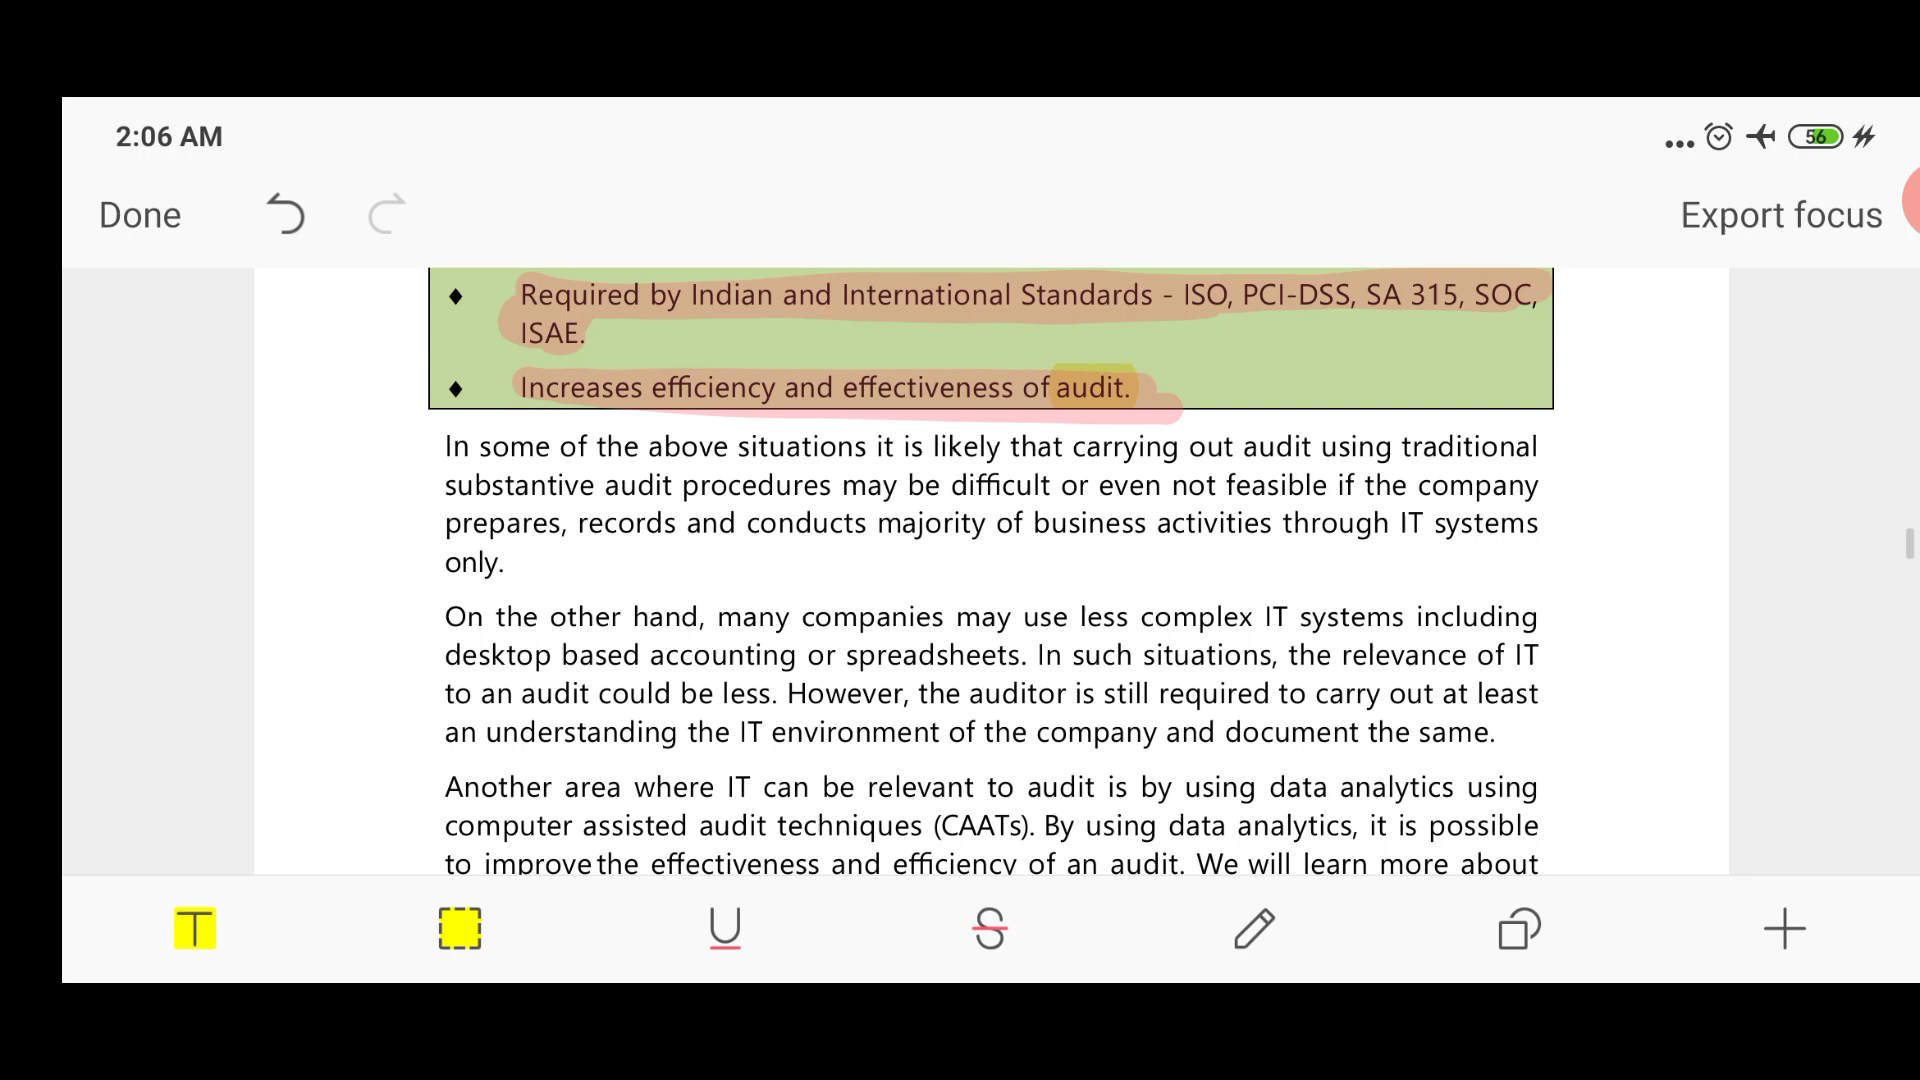 2:06 AM
56
Done
Export focus
♦ Required by Indian and International Standards - ISO, PCI-DSS, SA 315, SOC,
ISAE.
♦ Increases efficiency and effectiveness of audit.
In some of the above situations it is likely that carrying out audit using traditional
substantive audit procedures may be difficult or even not feasible if the company
prepares, records and conducts majority of business activities through IT systems
only.
On the other hand, many companies may use less complex IT systems including
desktop based accounting or spreadsheets. In such situations, the relevance of IT
to an audit could be less. However, the auditor is still required to carry out at least
an understanding the IT environment of the company and document the same.
Another area where IT can be relevant to audit is by using data analytics using
computer assisted audit techniques (CAATs). By using data analytics, it is possible
to improve the effectiveness and efficiency of an audit. We will learn more about
T
U
S